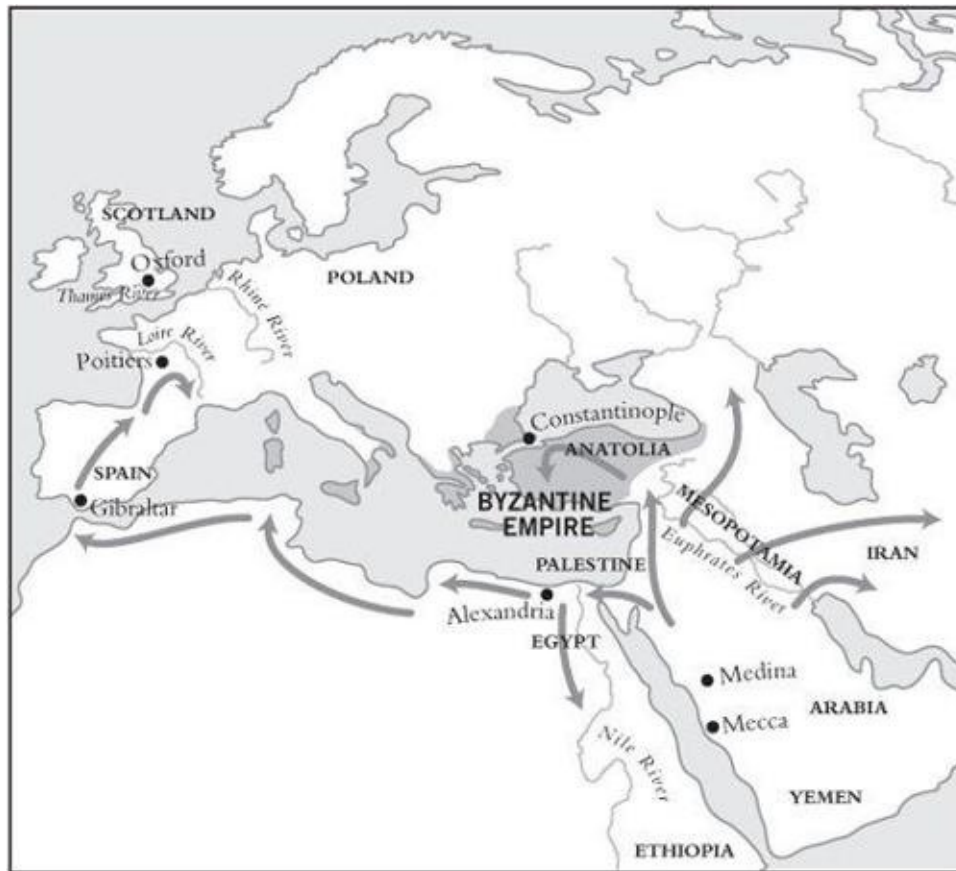 SCOTLAND
Oxford
Thames River
Rhine River
POLAND
Loire River
Poitiers
Constantinople
ANATOLIA
SPAIN
Gibraltar
BYZANTINE
EMPIRE
MESOPOTAMIA
IRAN
Euphrates River
PALESTINE
Alexandria
EGYPT
Medina
ARABIA
Mecca
Nile River
YEMEN
ETHIOPIA